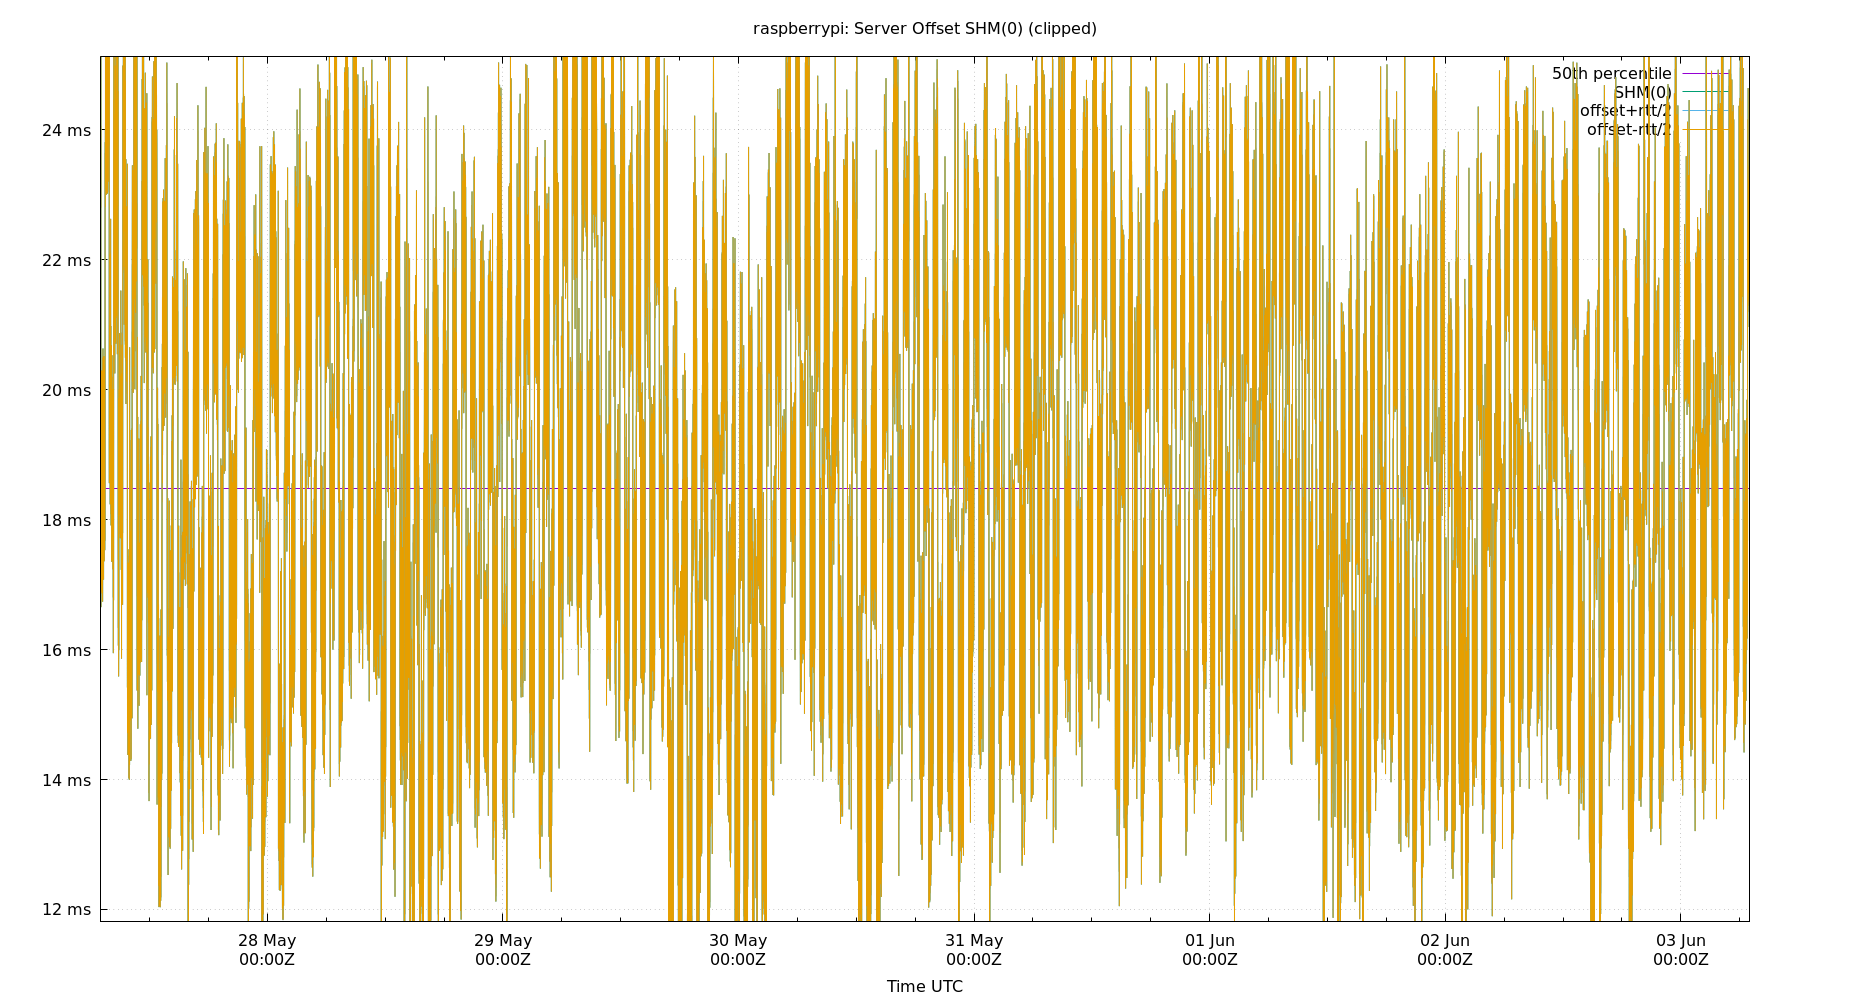 raspberrypi: Server Offset SHM(0) (clipped)
50th percentile
SHM(0)
offset+rtt/2
offset-rtt/2
24 ms
22 ms
20 ms
18 ms
16 ms
14 ms
12 ms
28 May 29 May 30 May 31 May 01 Jun 02 Jun 03 Jun
00:00Z 00:00Z 00:00Z 00:00Z 00:00Z 00:00Z 00:00Z
Time UTC